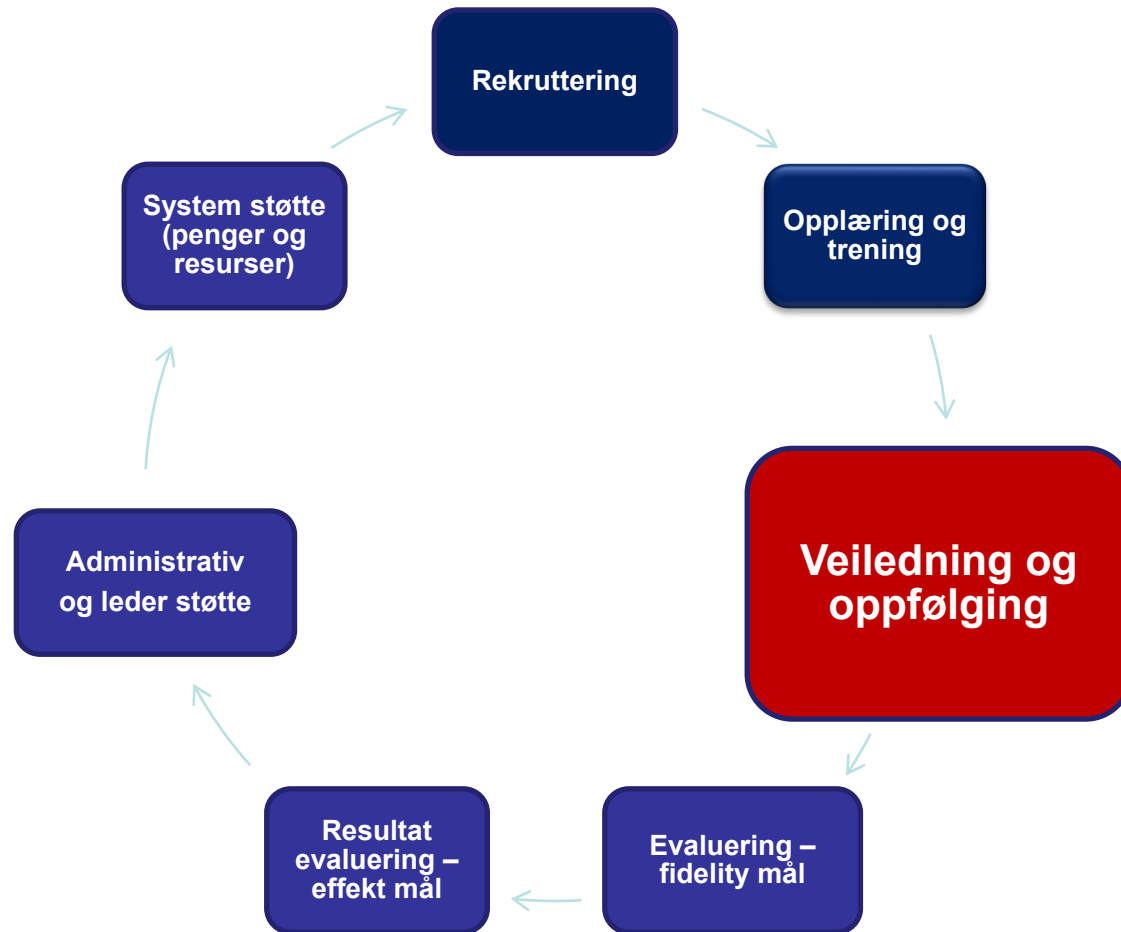 Rekruttering
Opplæring og
trening
Veiledning og
oppfølging
Evaluering –
fidelity mål
Resultat
evaluering –
effekt mål
Administrativ
og leder støtte
System støtte
(penger og
resurser)